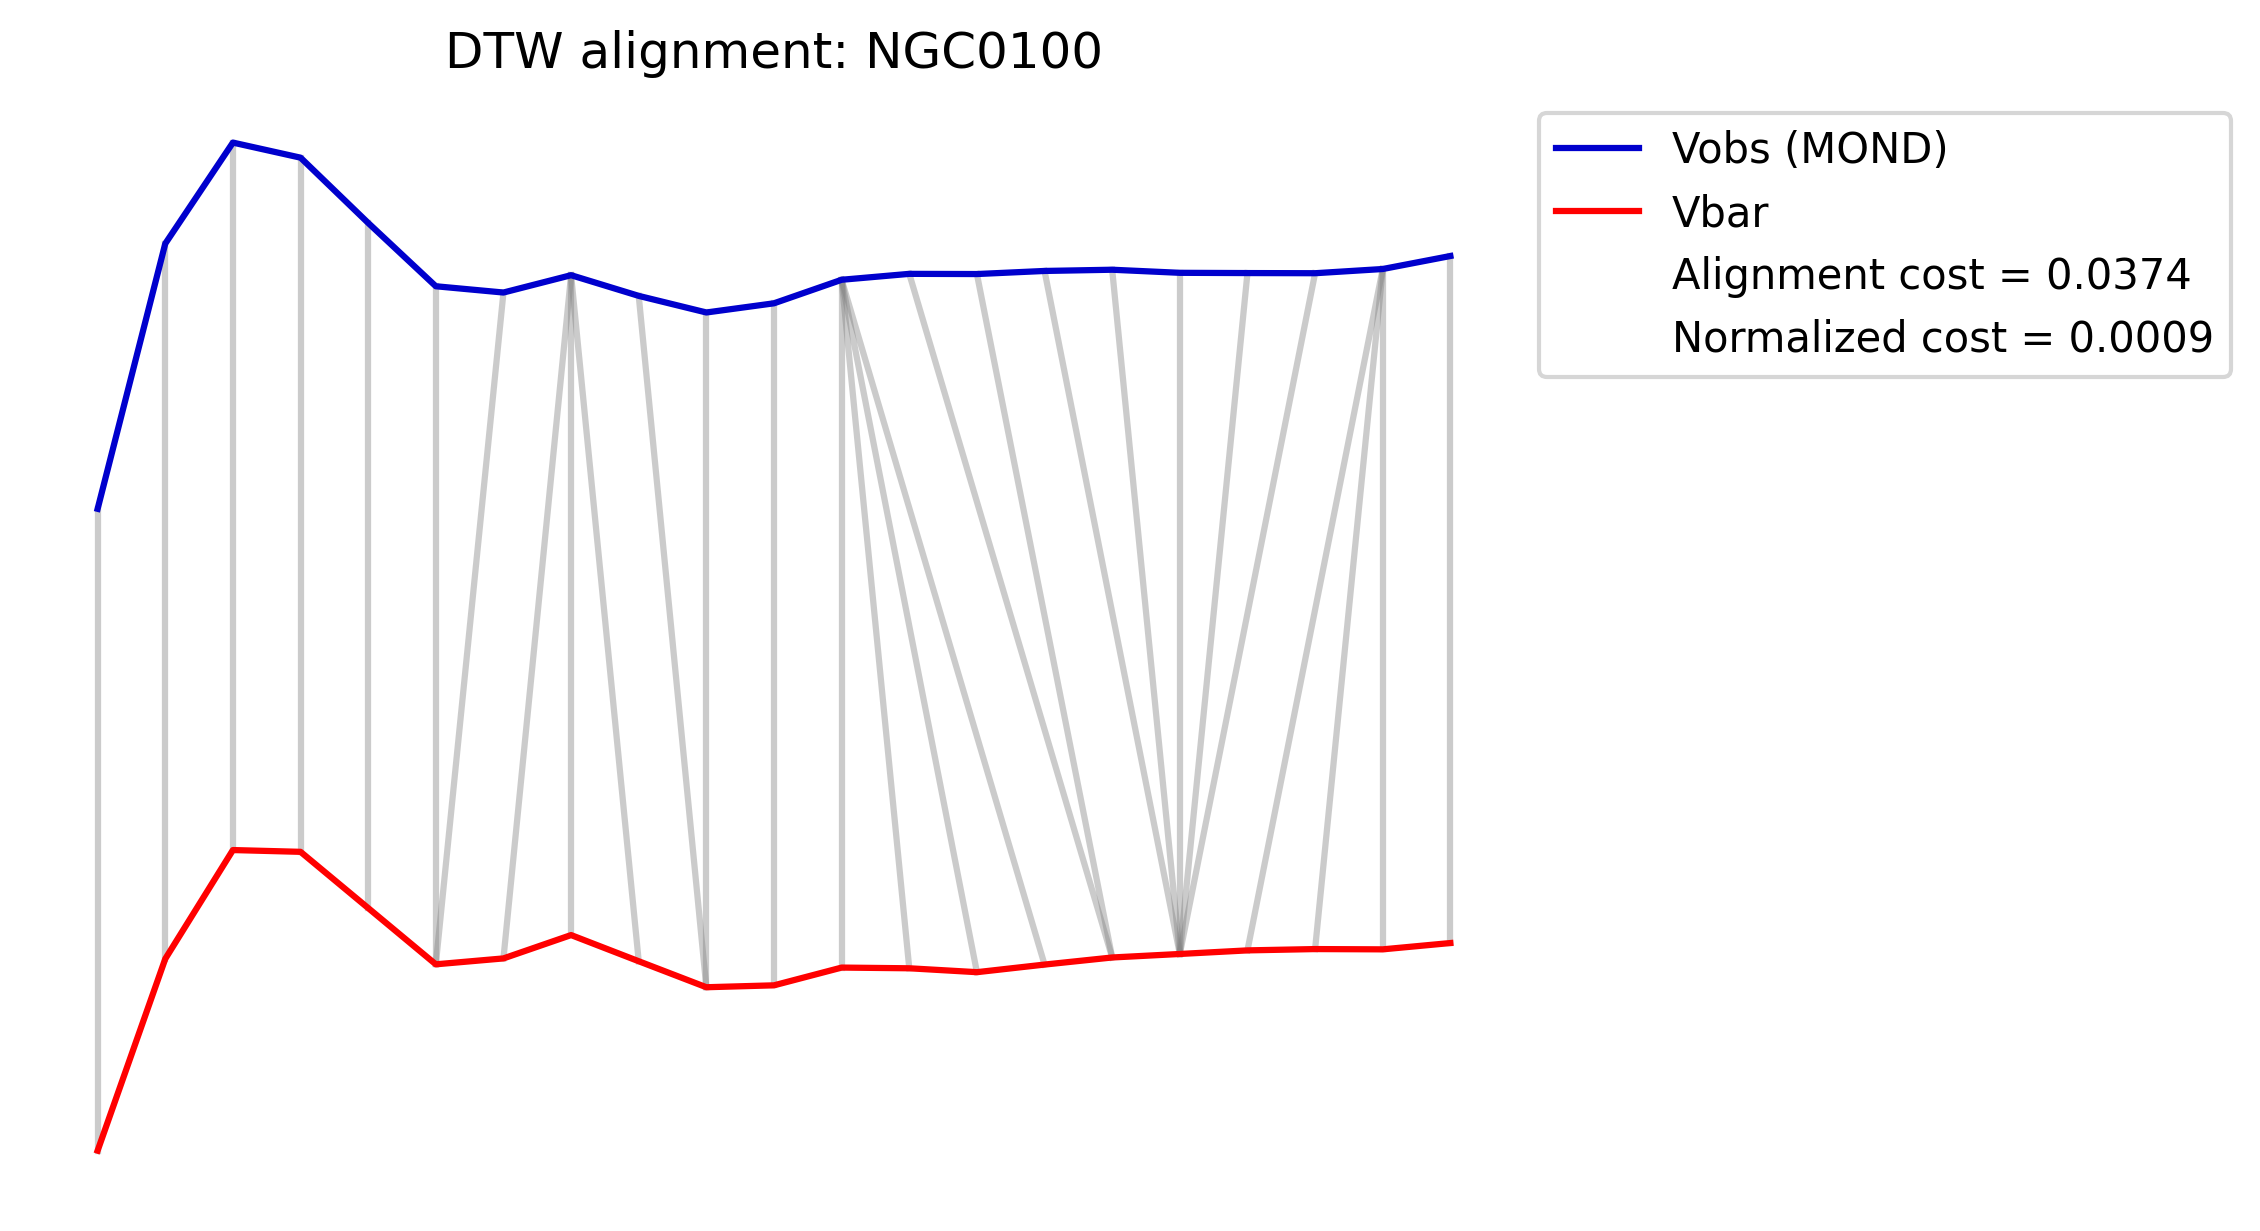 DTW alignment: NGC0100
Vobs (MOND)
Vbar
Alignment cost = 0.0374
Normalized cost = 0.0009